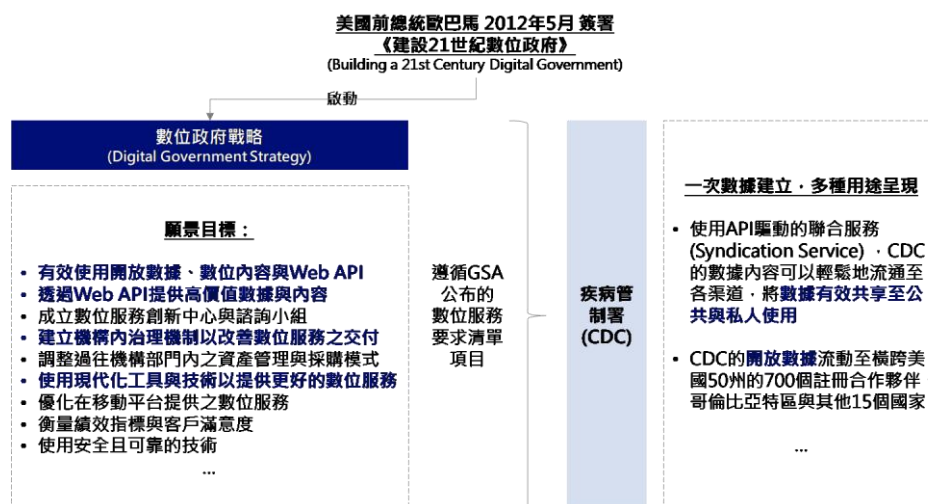 美國前總統歐巴馬 2012年5月 簽署
《建設21世紀數位政府》
(Building a 21st Century Digital Government)
啟動
數位政府戰略
(Digital Government Strategy)
願景目標：
• 有效使用開放數據、數位內容與Web API
• 透過Web API提供高價值數據與內容
• 成立數位服務創新中心與諮詢小組
• 建立機構內治理機制以改善數位服務之交付
• 調整過往機構部門內之資產管理與採購模式
• 使用現代化工具與技術以提供更好的數位服務
• 優化在移動平台提供之數位服務
• 衡量績效指標與客戶滿意度
• 使用安全且可靠的技術
...
遵循GSA
公布的
數位服務
要求清單
項目
疾病管
制署
(CDC)
一次數據建立，多種用途呈現
• 使用API驅動的聯合服務
(Syndication Service) ，CDC
的數據內容可以輕鬆地流通至
各渠道，將數據有效共享至公
共與私人使用
• CDC的開放數據流動至橫跨美
國50州的700個註冊合作夥伴，
哥倫比亞特區與其他15個國家
...